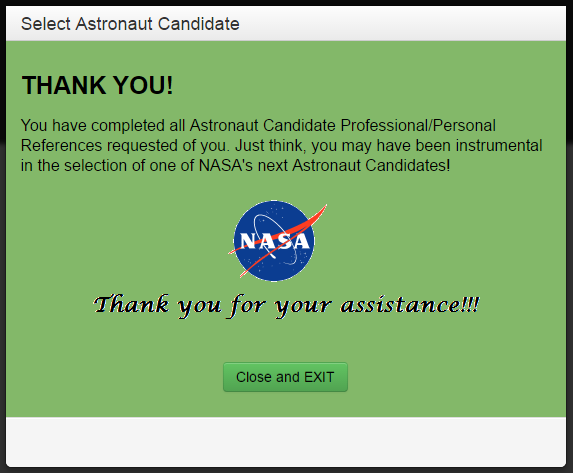 Select Astronaut Candidate
THANK YOU!
You have completed all Astronaut Candidate Professional/Personal
References requested of you. Just think, you may have been instrumental
in the selection of one of NASA's next Astronaut Candidates!
NASA
Thank you for your assistance!!!
Close and EXIT